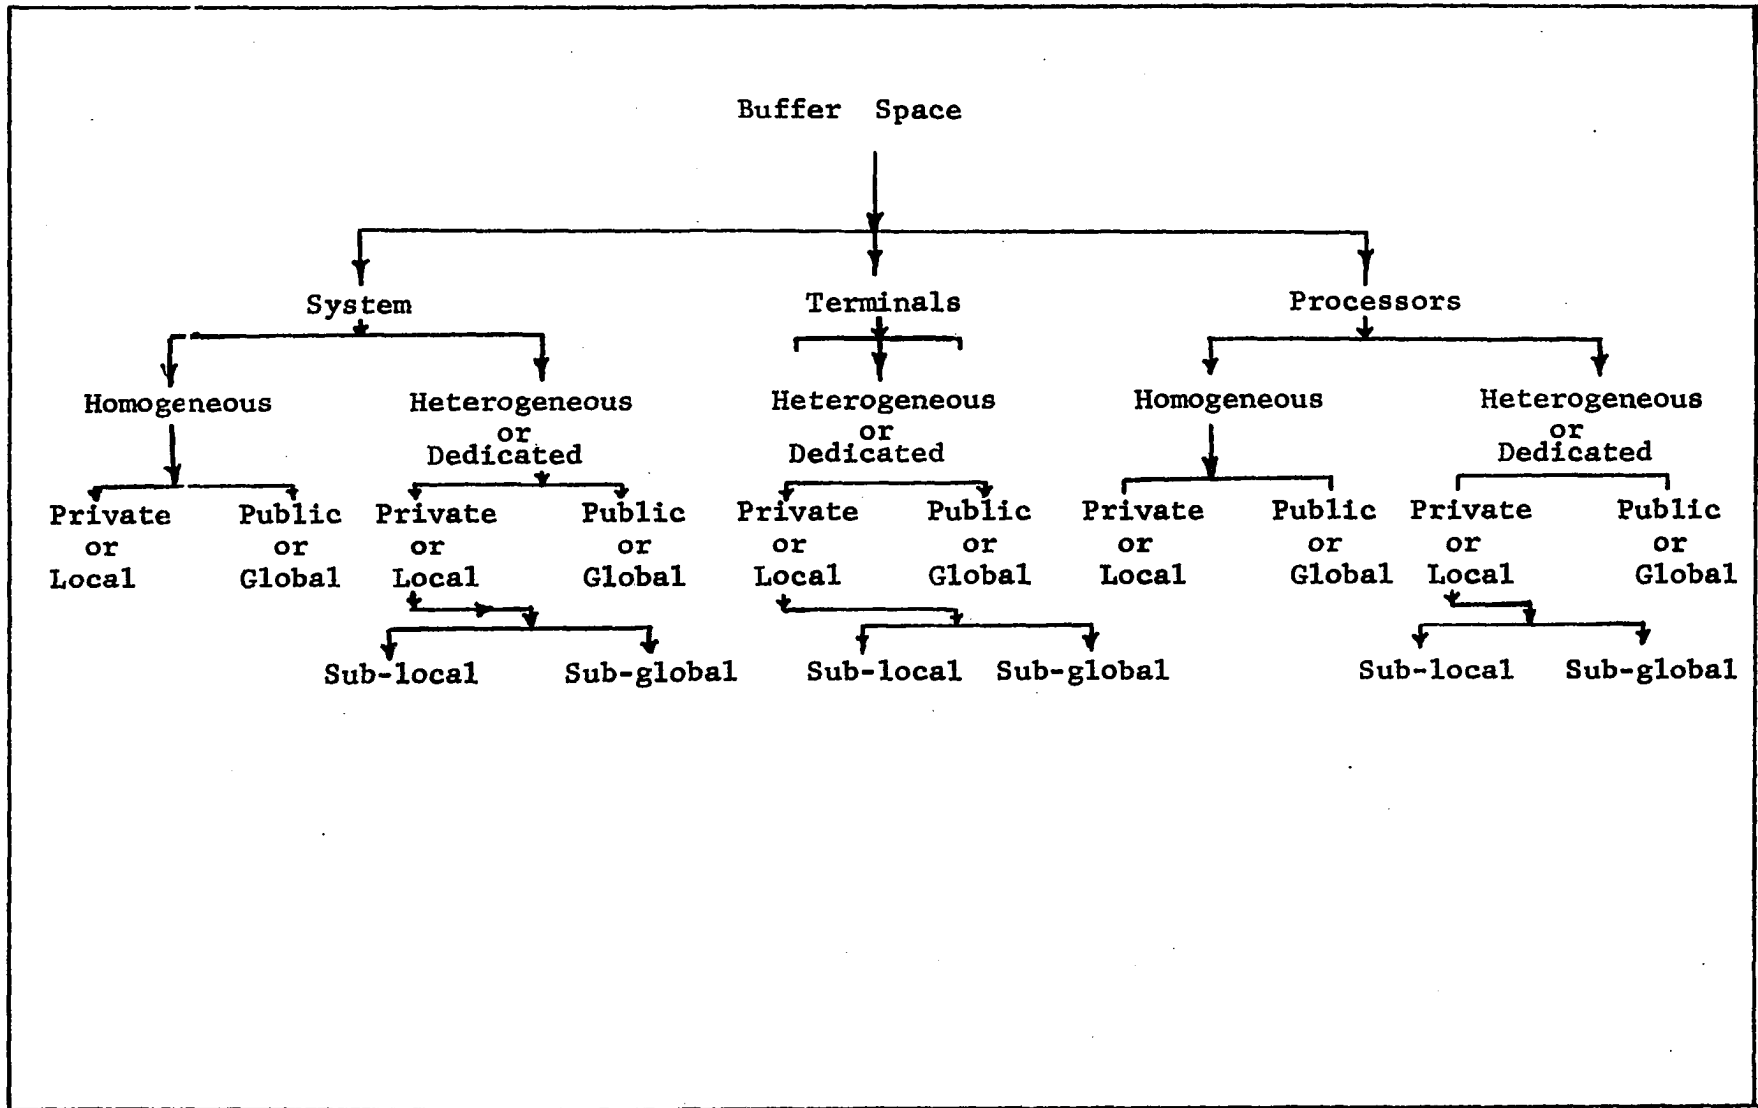 Buffer Space
System Terminals Processors
Homogeneous Heterogeneous Heterogeneous Homogeneous Heterogeneous
or or or
Dedicated Dedicated Dedicated
Private Public Private Public Private Public Private Public Private Public
or or or or or or or or or or
Local Global Local Global Local Global Local Global Local Global
Sub-local Sub-global Sub-local Sub-global Sub-local Sub-global